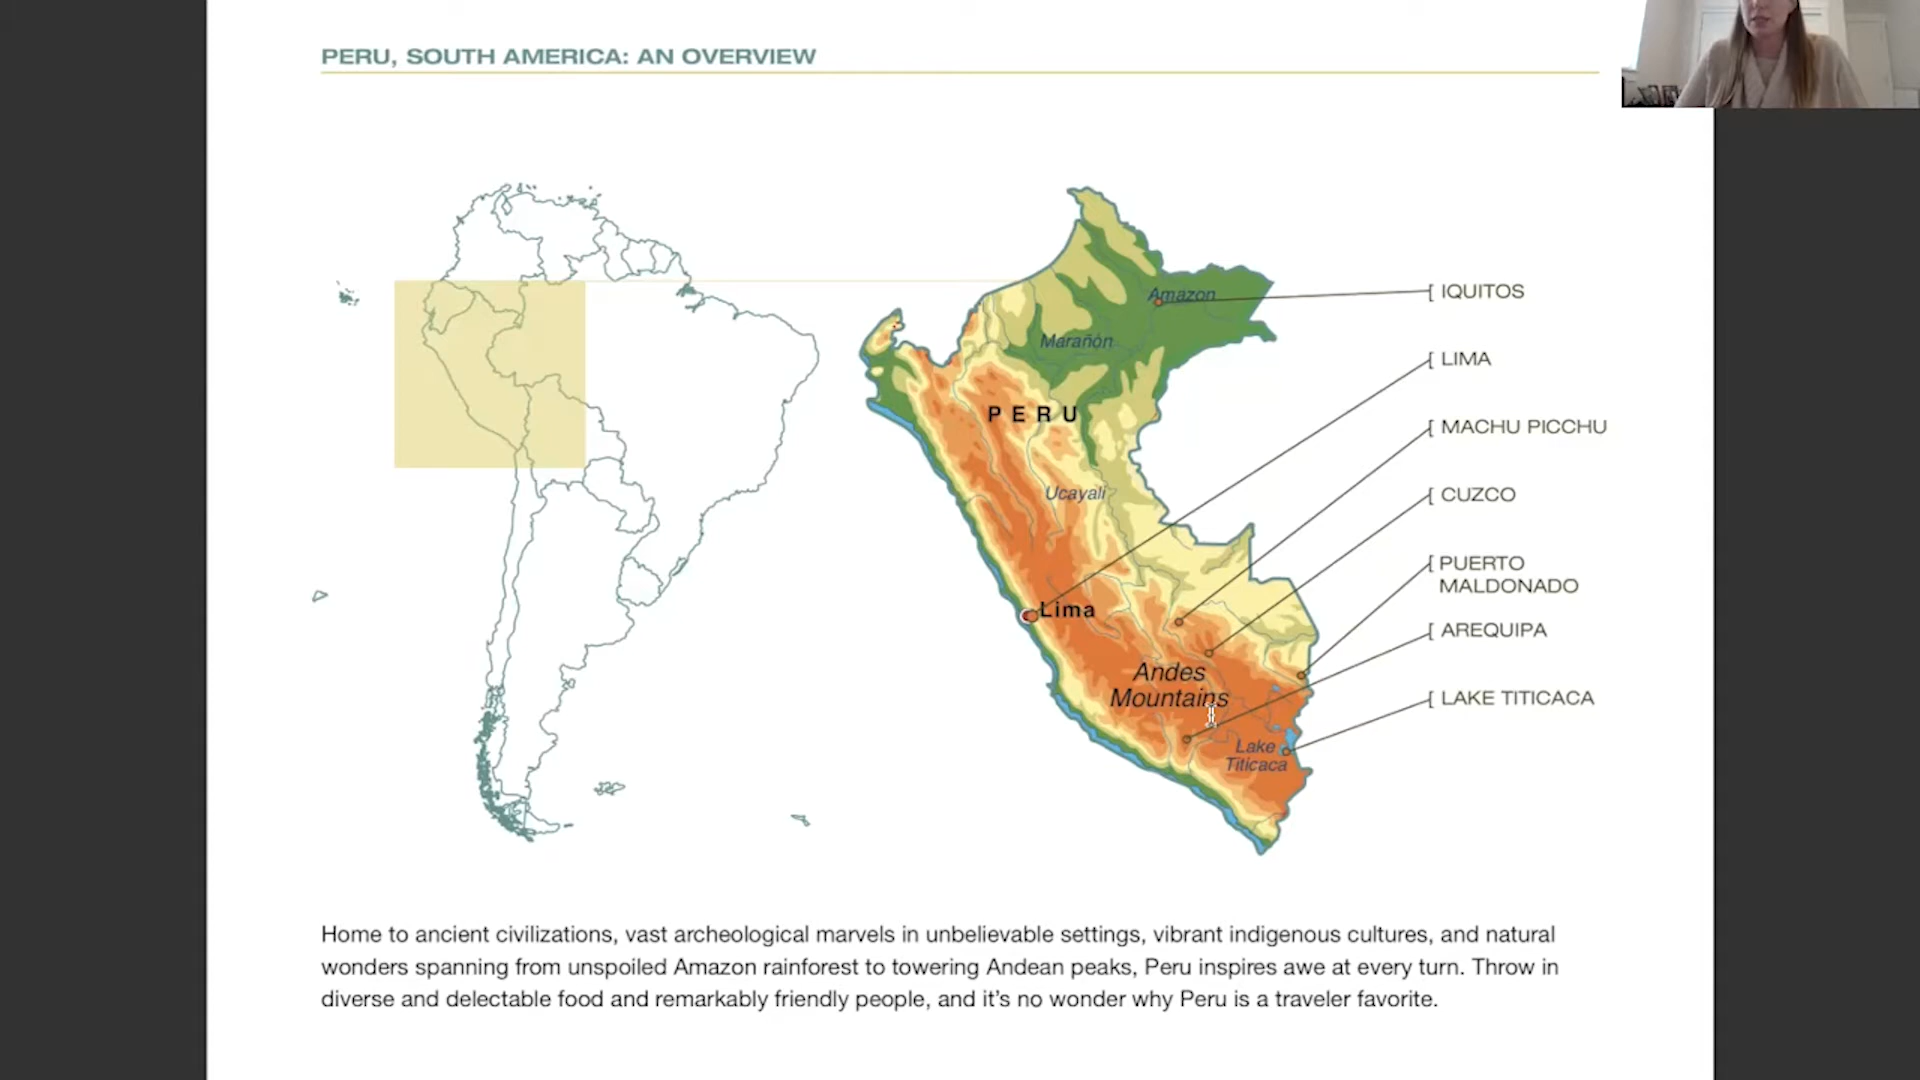 PERU, SOUTH AMERICA: AN OVERVIEW
Amazon
Marañón
PERU
Ucayali
Lima
Andes
Mountains
Lake
Titicaca
[ IQUITOS
[ LIMA
[ MACHU PICCHU
[ CUZCO
[ PUERTO
MALDONADO
[ AREQUIPA
[ LAKE TITICACA
Home to ancient civilizations, vast archeological marvels in unbelievable settings, vibrant indigenous cultures, and natural
wonders spanning from unspoiled Amazon rainforest to towering Andean peaks, Peru inspires awe at every turn. Throw in
diverse and delectable food and remarkably friendly people, and it's no wonder why Peru is a traveler favorite.